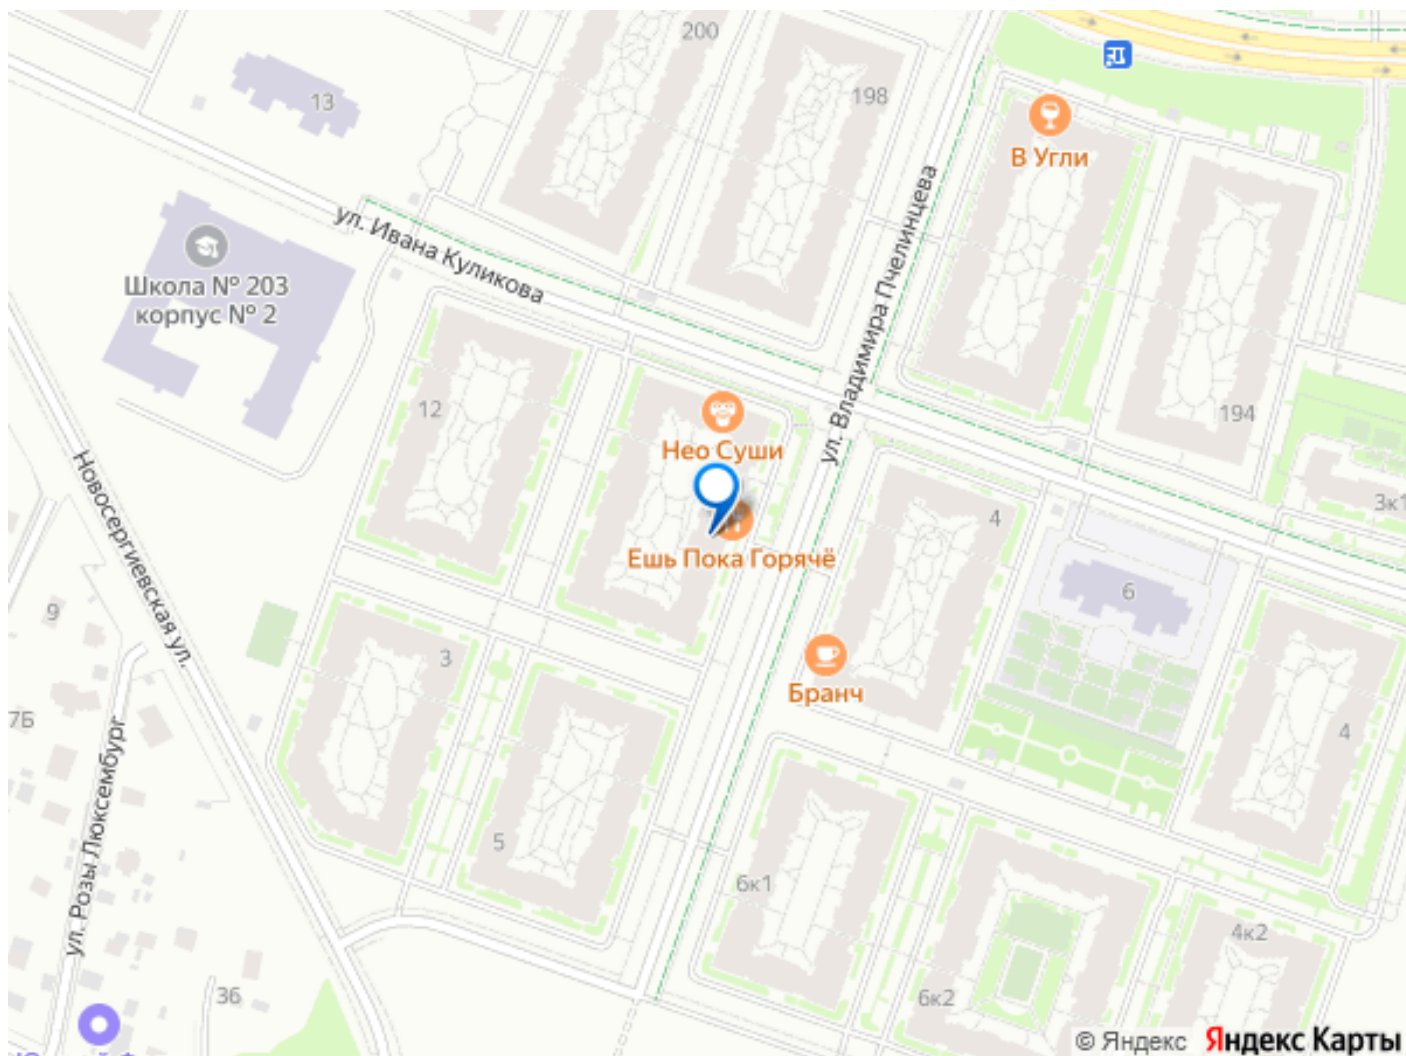 200
13
198
В Угли
ул. Ивана Куликова
ул. Владимира Пчелинцева
Школа № 203
корпус № 2
12
194
Нео Суши
3к1
4
Новосергиевская ул.
Ешь Пока Горячё
6
9
3
Бранч
7Б
4
ул. Розы Люксембург
5
6к1
4к2
36
6к2
© Яндекс
Яндекс Карты